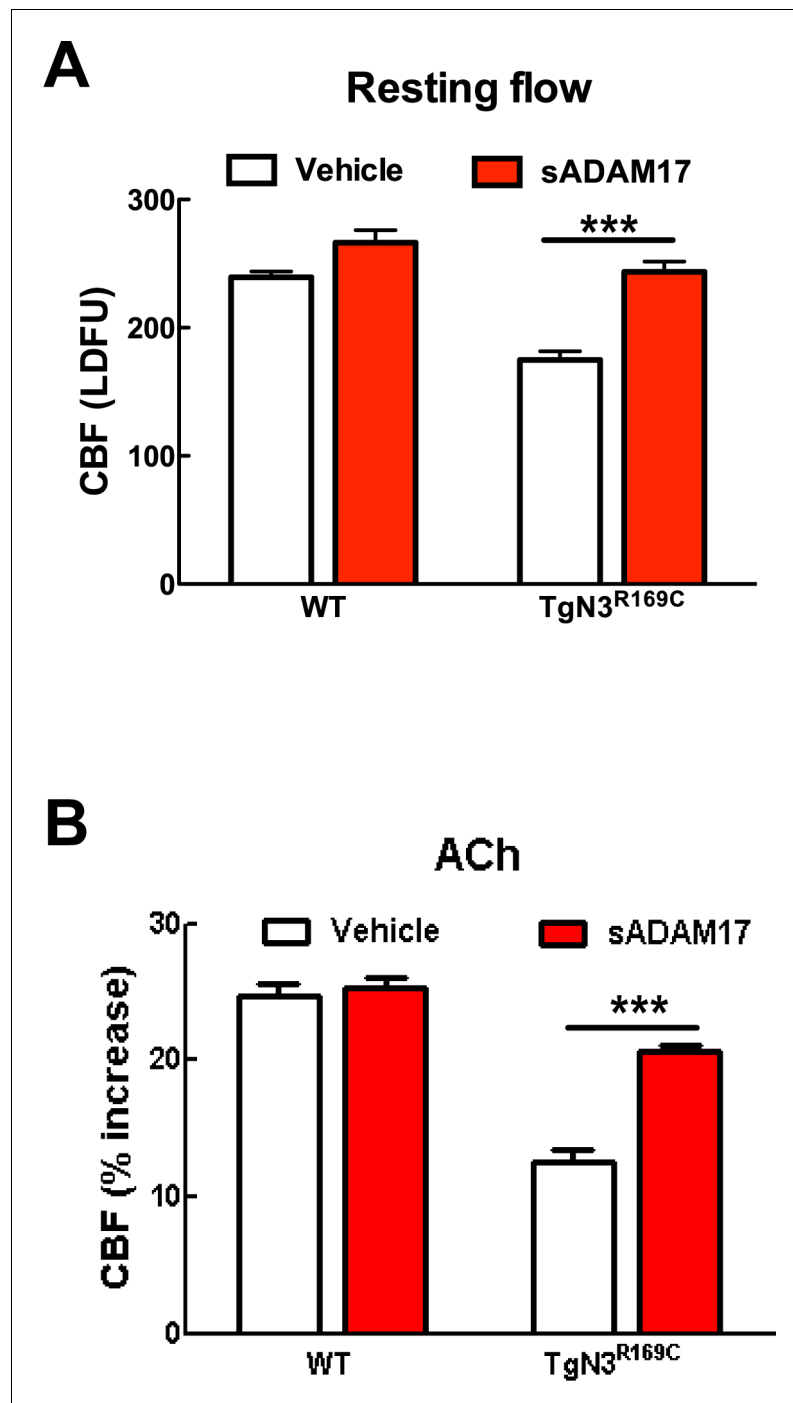 A
Resting flow
Vehicle sADAM17
300
200
100
0
CBF (LDFU)
***
WT TgN3R169C
B
ACh
Vehicle sADAM17
30
20
10
0
CBF (% increase)
***
WT TgN3R169C